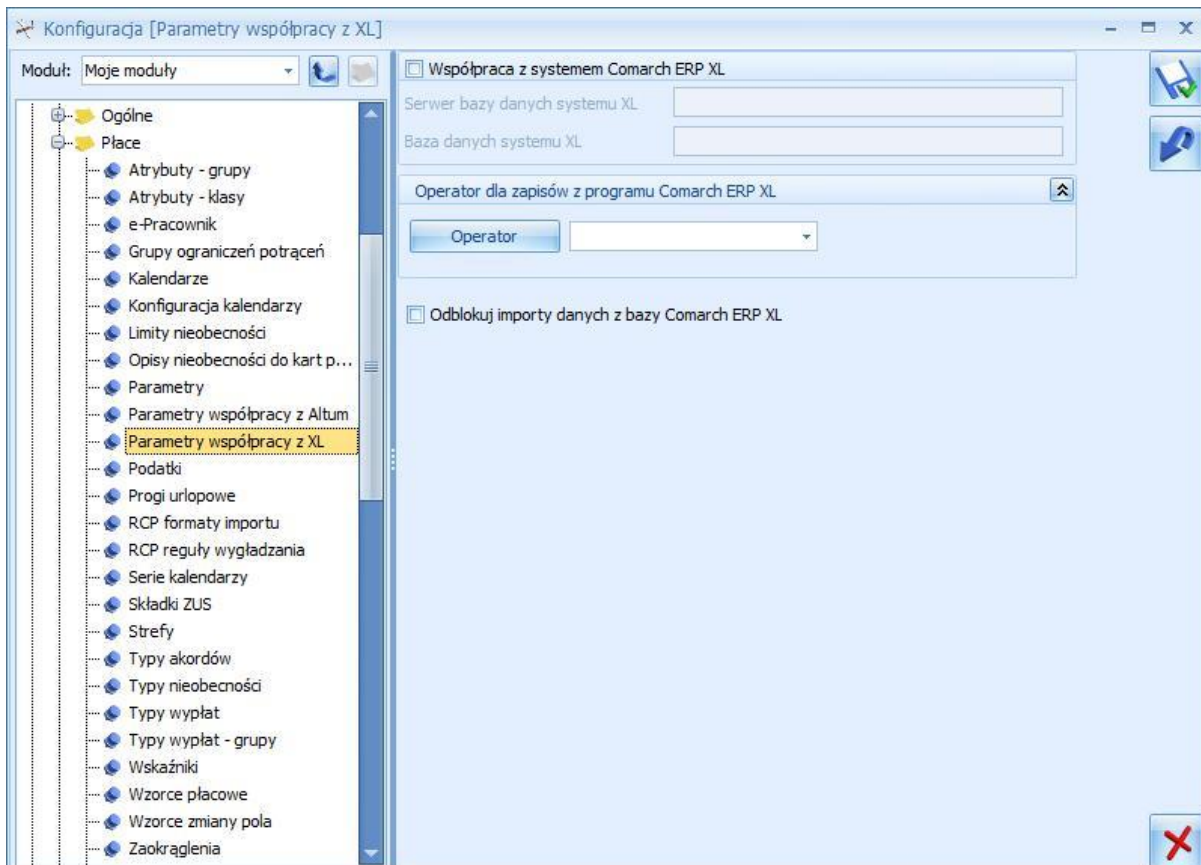 Konfiguracja [Parametry współpracy z XL]
Moduł: Moje moduły
Ogólne
Płace
Atrybuty - grupy
Atrybuty - klasy
e-Pracownik
Grupy ograniczeń potrąceń
Kalendarze
Konfiguracja kalendarzy
Limity nieobecności
Opisy nieobecności do kart p...
Parametry
Parametry współpracy z Altum
Parametry współpracy z XL
Podatki
Progi urlopowe
RCP formaty importu
RCP reguły wygładzania
Serie kalendarzy
Składki ZUS
Strefy
Typy akordów
Typy nieobecności
Typy wypłat
Typy wypłat - grupy
Wskaźniki
Wzorce płacowe
Wzorce zmiany pola
Zaokrąglenia
Współpraca z systemem Comarch ERP XL
Serwer bazy danych systemu XL
Baza danych systemu XL
Operator dla zapisów z programu Comarch ERP XL
Operator
Odblokuj importy danych z bazy Comarch ERP XL